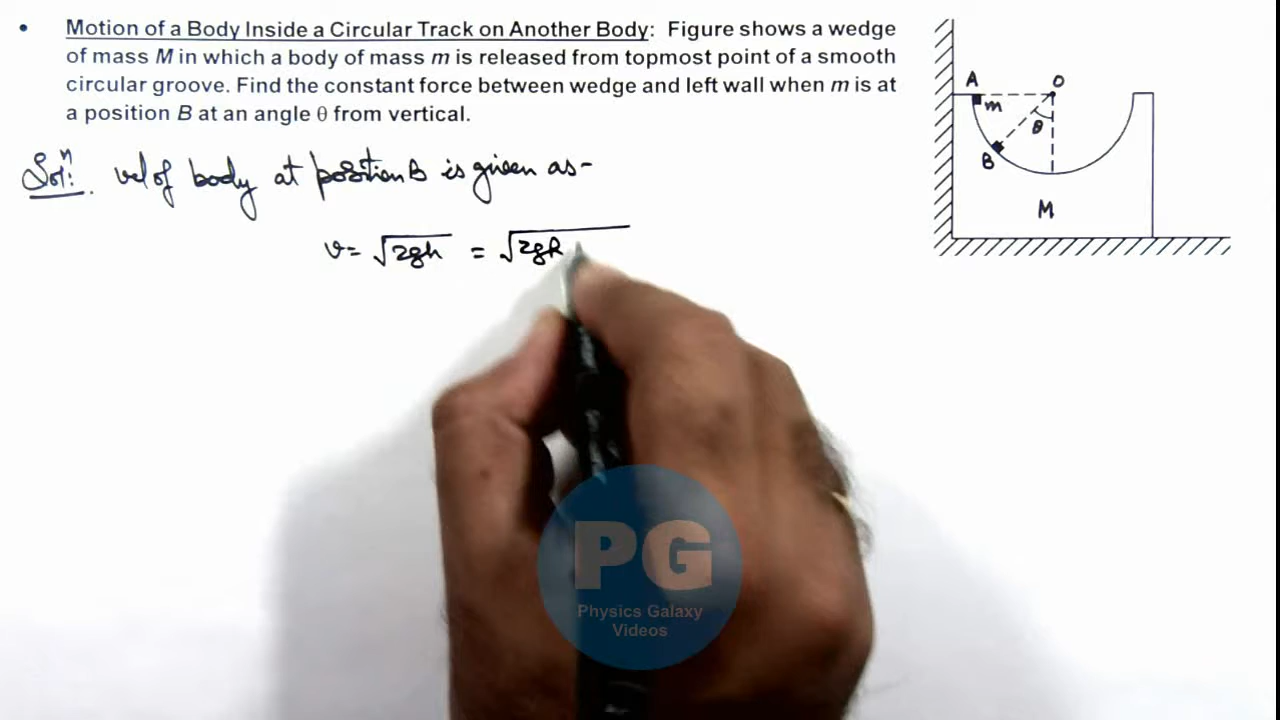 • Motion of a Body Inside a Circular Track on Another Body: Figure shows a wedge
of mass M in which a body of mass m is released from topmost point of a smooth
circular groove. Find the constant force between wedge and left wall when m is at
a position B at an angle θ from vertical.
Solⁿ: vel of body at position B is given as-
v = √2gh = √2gR
A
O
m
θ
B
M
PG
Physics Galaxy
Videos